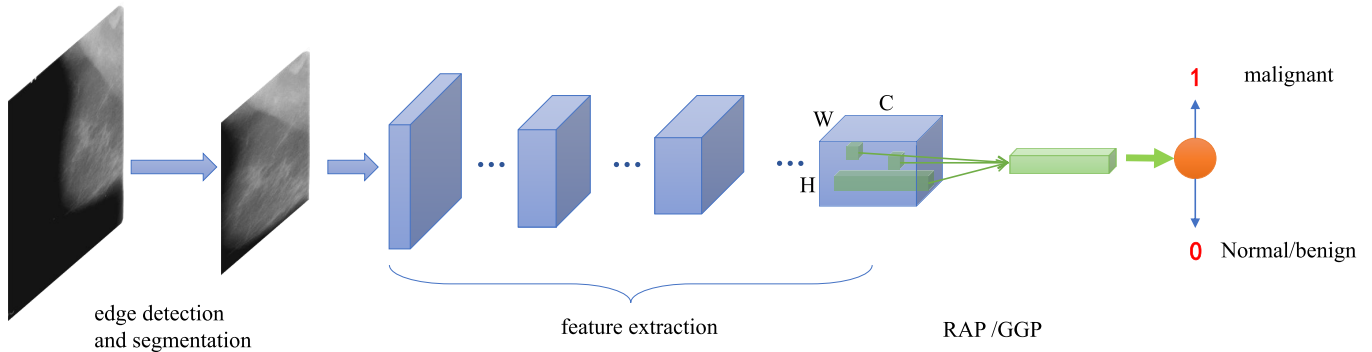 1 malignant
C
W
H
0 Normal/benign
edge detection
and segmentation
feature extraction
RAP /GGP